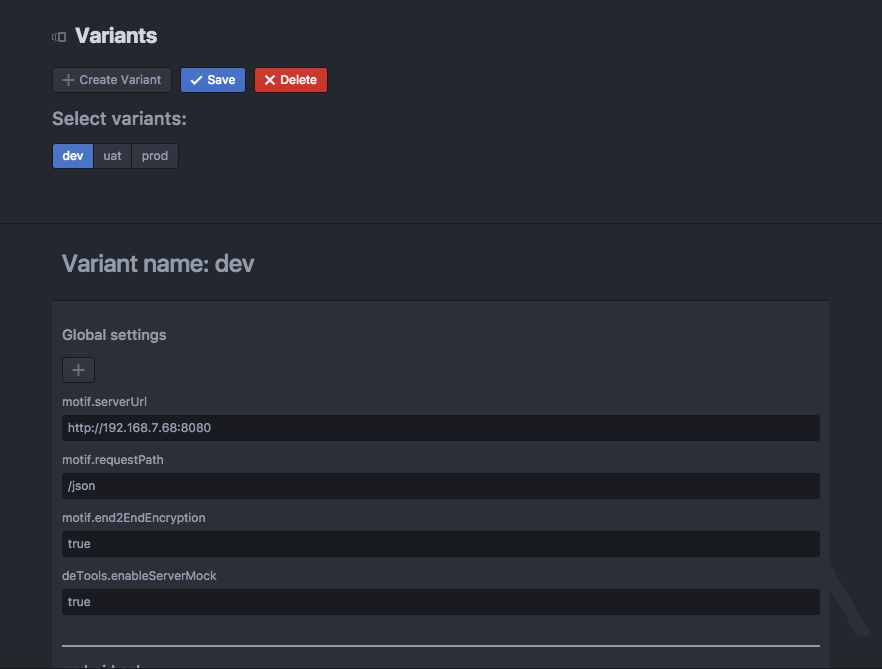 Variants
Create Variant Save Delete
Select variants:
dev uat prod
Variant name: dev
Global settings
motif.serverUrl
http://192.168.7.68:8080
motif.requestPath
/json
motif.end2EndEncryption
true
deTools.enableServerMock
true